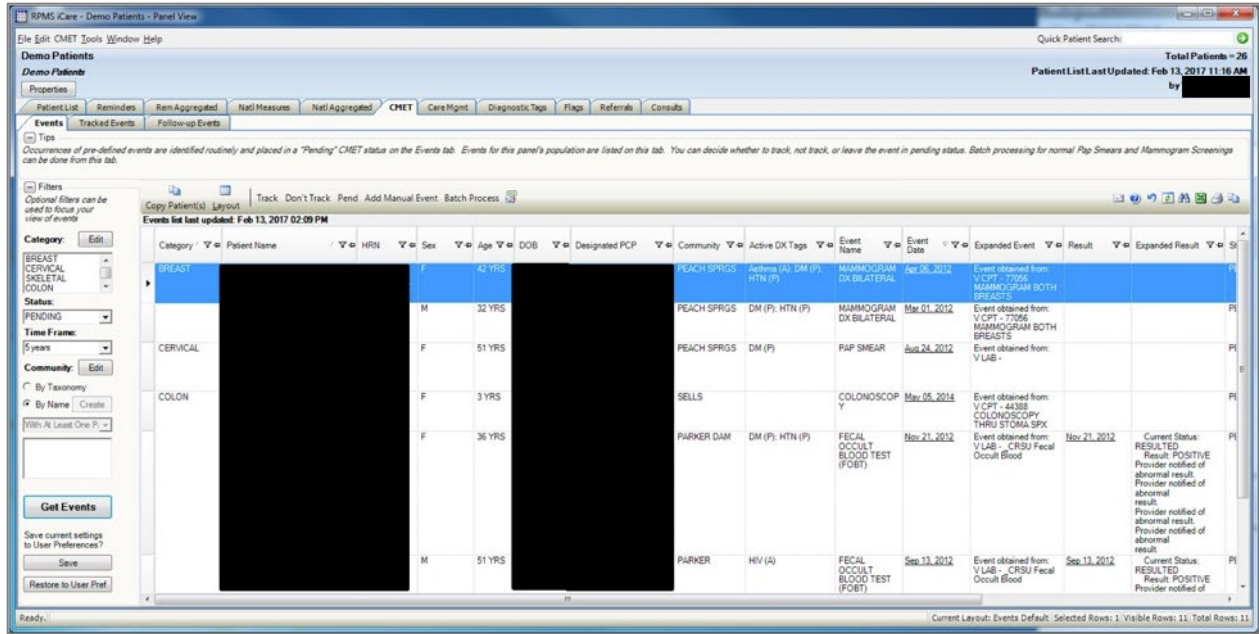 RPMS iCare - Demo Patients - Panel View
File Edit CMET Tools Window Help
Quick Patient Search:
Demo Patients
Total Patients = 26
Demo Patients
Patient List Last Updated: Feb 13, 2017 11:16 AM
Properties
by
Patient List Reminders Rem Aggregated Natl Measures Natl Aggregated CMET Care Mgmt Diagnostic Tags Flags Referrals Consults
Events Tracked Events Follow-up Events
Tips
Occurrences of pre-defined events are identified routinely and placed in a "Pending" CMET status on the Events tab. Events for this panel's population are listed on this tab. You can decide whether to track, not track, or leave the event in pending status. Batch processing for normal Pap Smears and Mammogram Screenings
can be done from this tab.
Filters
Optional filters can be
used to focus your
view of events
Category: Edit
BREAST
CERVICAL
SKELETAL
COLON
Status:
PENDING
Time Frame:
5 years
Community: Edit
By Taxonomy
By Name Create
With At Least One P
Get Events
Save current settings
to User Preferences?
Save
Restore to User Pref.
Copy Patient(s) Layout Track Don't Track Pend Add Manual Event Batch Process
Events list last updated: Feb 13, 2017 02:09 PM
Category Patient Name HRN Sex Age DOB Designated PCP Community Active DX Tags Event Name Event Date Expanded Event Result Expanded Result St
BREAST F 42 YRS PEACH SPRGS Asthma (A); DM (P);
HTN (P) MAMMOGRAM
DX BILATERAL Apr 06, 2012 Event obtained from:
V CPT - 77056
MAMMOGRAM BOTH
BREASTS
M 32 YRS PEACH SPRGS DM (P); HTN (P) MAMMOGRAM
DX BILATERAL Mar 01, 2012 Event obtained from:
V CPT - 77056
MAMMOGRAM BOTH
BREASTS PE
CERVICAL F 51 YRS PEACH SPRGS DM (P) PAP SMEAR Aug 24, 2012 Event obtained from:
V LAB - PE
COLON F 3 YRS SELLS COLONOSCOP
Y May 05, 2014 Event obtained from:
V CPT - 44388
COLONOSCOPY
THRU STOMA SPX PE
F 36 YRS PARKER DAM DM (P); HTN (P) FECAL
OCCULT
BLOOD TEST
(FOBT) Nov 21, 2012 Event obtained from:
V LAB - _CRSU Fecal
Occult Blood Nov 21, 2012 Current Status:
RESULTED
Result: POSITIVE
Provider notified of
abnormal result.
Provider notified of
abnormal
result.
Provider notified of
abnormal result.
Provider notified of
abnormal
result. PE
M 51 YRS PARKER HIV (A) FECAL
OCCULT
BLOOD TEST
(FOBT) Sep 13, 2012 Event obtained from:
V LAB - _CRSU Fecal
Occult Blood Sep 13, 2012 Current Status:
RESULTED
Result: POSITIVE
Provider notified of PE
Ready.
Current Layout: Events Default Selected Rows: 1 Visible Rows: 11 Total Rows: 11